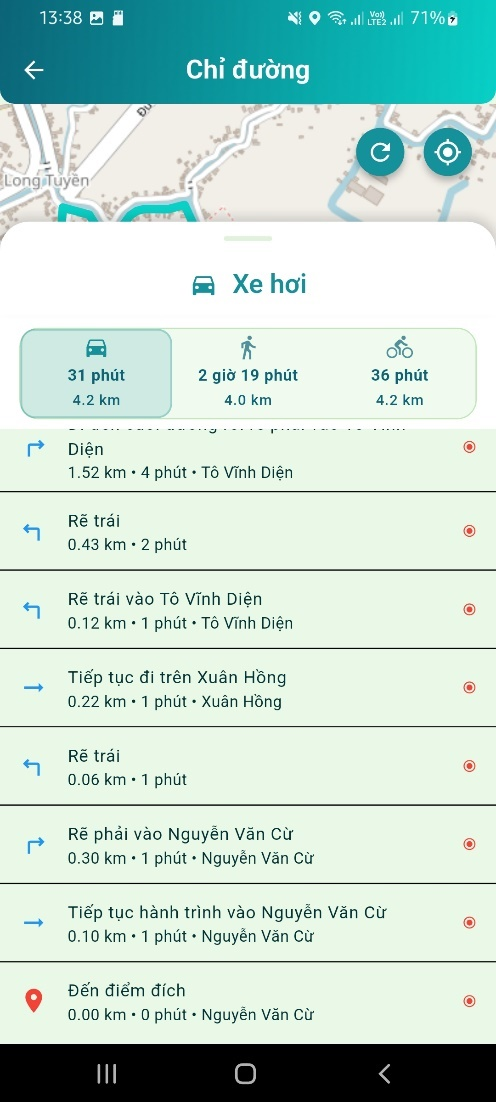 13:38
Vo))
LTE2
71%
Chỉ đường
Long Tuyền
Xe hơi
31 phút
4.2 km
2 giờ 19 phút
4.0 km
36 phút
4.2 km
Diện
1.52 km • 4 phút • Tô Vĩnh Diện
Rẽ trái
0.43 km • 2 phút
Rẽ trái vào Tô Vĩnh Diện
0.12 km • 1 phút • Tô Vĩnh Diện
Tiếp tục đi trên Xuân Hồng
0.22 km • 1 phút • Xuân Hồng
Rẽ trái
0.06 km • 1 phút
Rẽ phải vào Nguyễn Văn Cừ
0.30 km • 1 phút • Nguyễn Văn Cừ
Tiếp tục hành trình vào Nguyễn Văn Cừ
0.10 km • 1 phút • Nguyễn Văn Cừ
Đến điểm đích
0.00 km • 0 phút • Nguyễn Văn Cừ